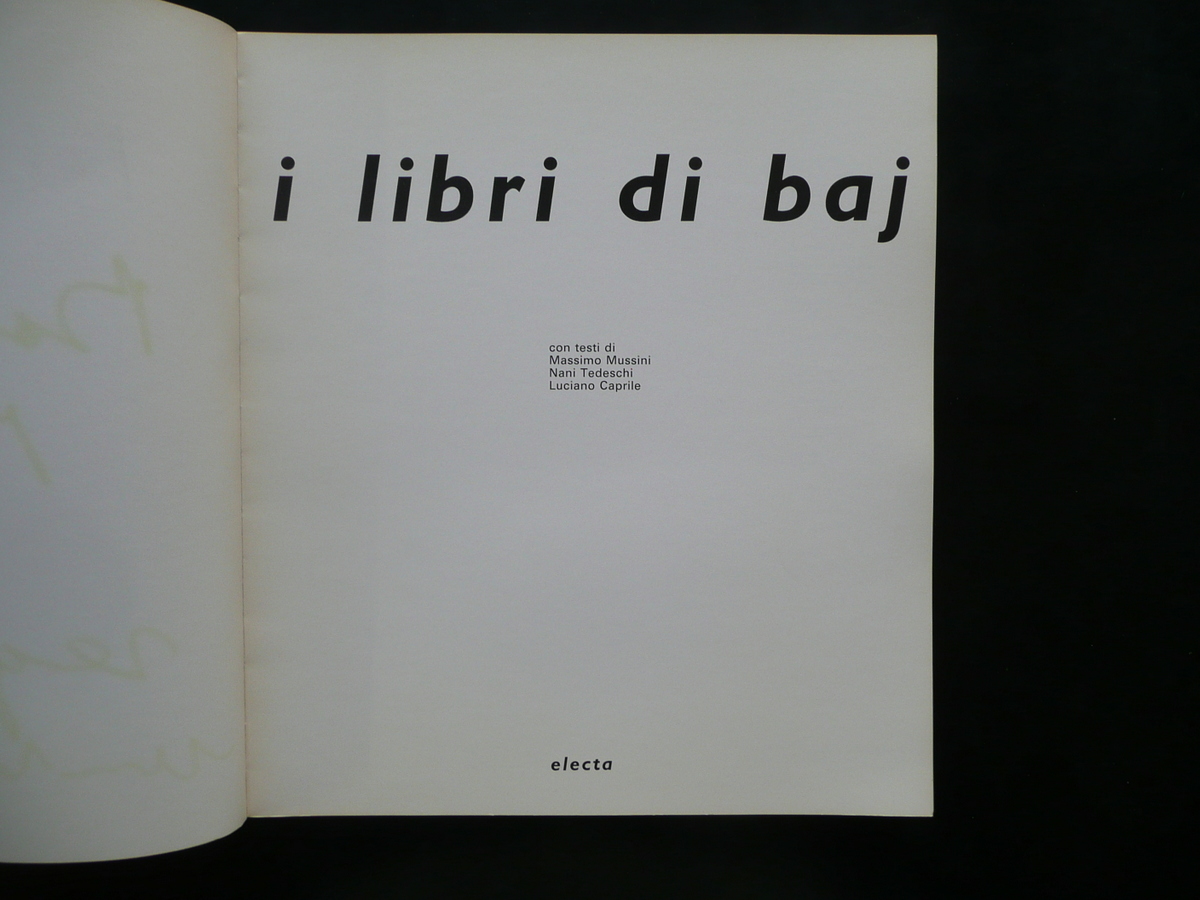 i libri di baj
con testi di
Massimo Mussini
Nani Tedeschi
Luciano Caprile
electa